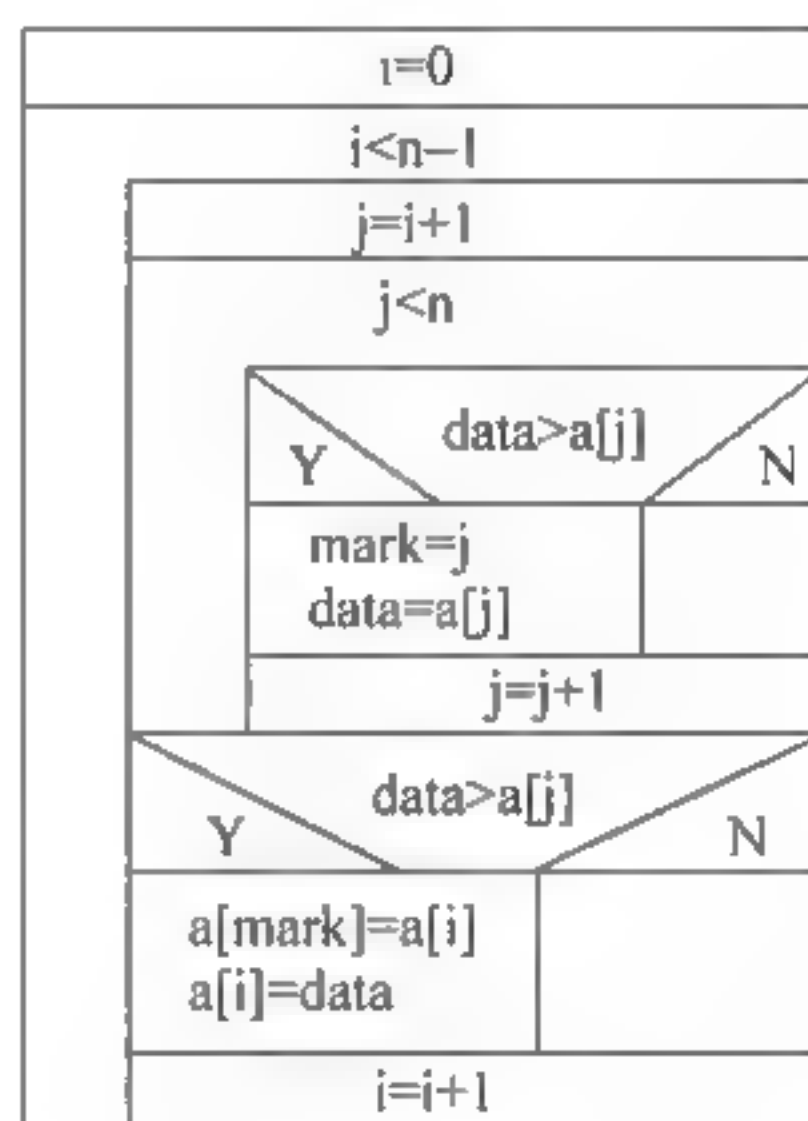 i=0
i<n-1
j=i+1
j<n
data>a[j]
Y
N
mark=j
data=a[j]
j=j+1
data>a[j]
Y
N
a[mark]=a[i]
a[i]=data
i=i+1